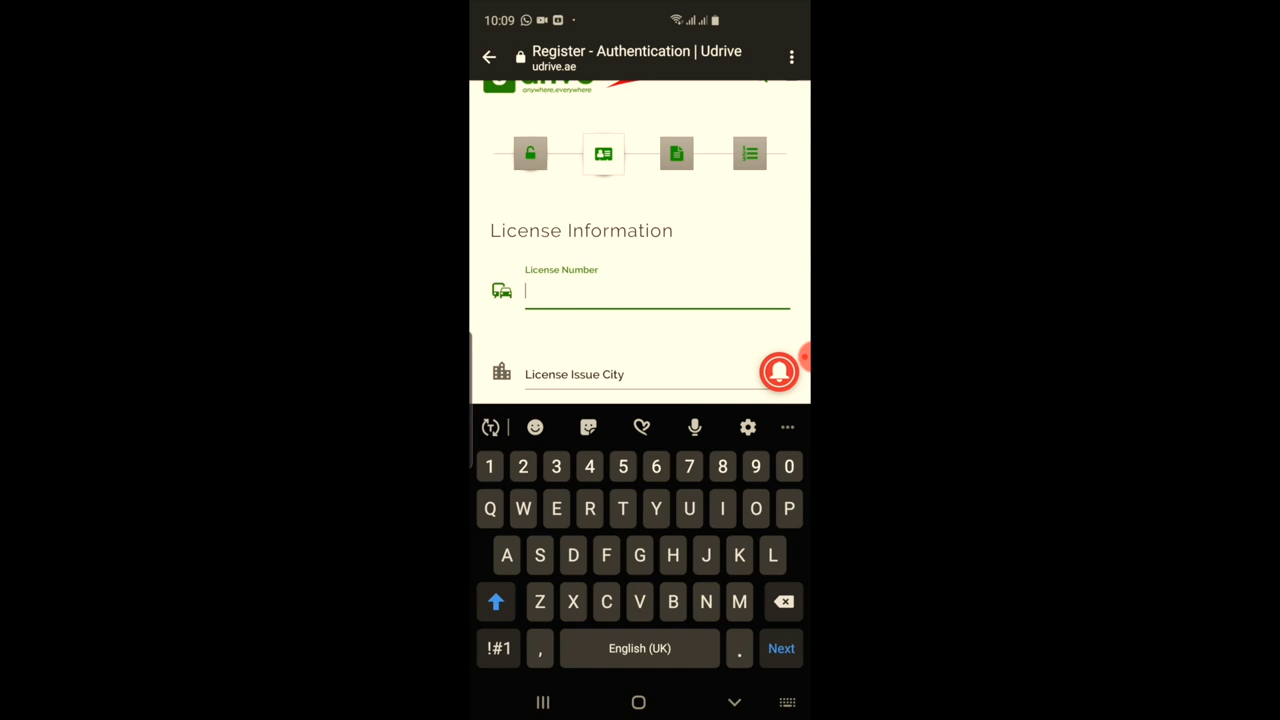 10:09
Register - Authentication | Udrive
udrive.ae
anywhere,everywhere
License Information
License Number
License Issue City
1 2 3 4 5 6 7 8 9 0
Q W E R T Y U I O P
A S D F G H J K L
Z X C V B N M
!#1 , English (UK) . Next